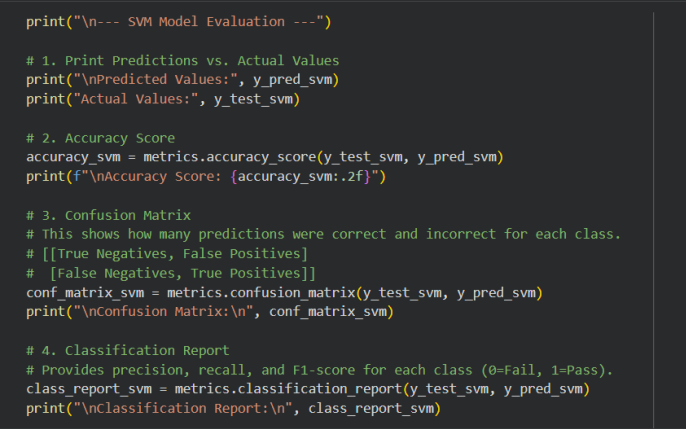 print("\n--- SVM Model Evaluation ---")
# 1. Print Predictions vs. Actual Values
print("\nPredicted Values:", y_pred_svm)
print("Actual Values:", y_test_svm)
# 2. Accuracy Score
accuracy_svm = metrics.accuracy_score(y_test_svm, y_pred_svm)
print(f"\nAccuracy Score: {accuracy_svm:.2f}")
# 3. Confusion Matrix
# This shows how many predictions were correct and incorrect for each class.
# [[True Negatives, False Positives]
#  [False Negatives, True Positives]]
conf_matrix_svm = metrics.confusion_matrix(y_test_svm, y_pred_svm)
print("\nConfusion Matrix:\n", conf_matrix_svm)
# 4. Classification Report
# Provides precision, recall, and F1-score for each class (0=Fail, 1=Pass).
class_report_svm = metrics.classification_report(y_test_svm, y_pred_svm)
print("\nClassification Report:\n", class_report_svm)